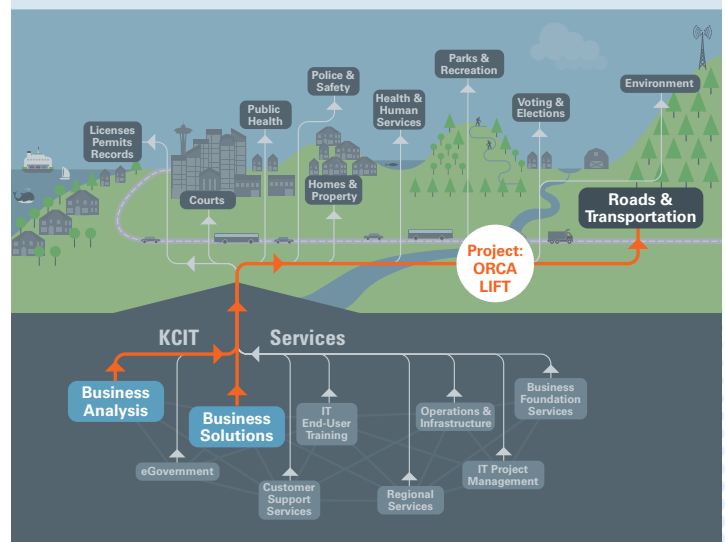 Parks &
Recreation
Police &
Safety
Environment
Health &
Human
Services
Public
Health
Voting &
Elections
Licenses
Permits
Records
Homes &
Property
Courts
Roads &
Transportation
Project:
ORCA
LIFT
KCIT Services
Business
Analysis
Business
Solutions
IT
End-User
Training
Operations &
Infrastructure
Business
Foundation
Services
eGovernment
Customer
Support
Services
Regional
Services
IT Project
Management